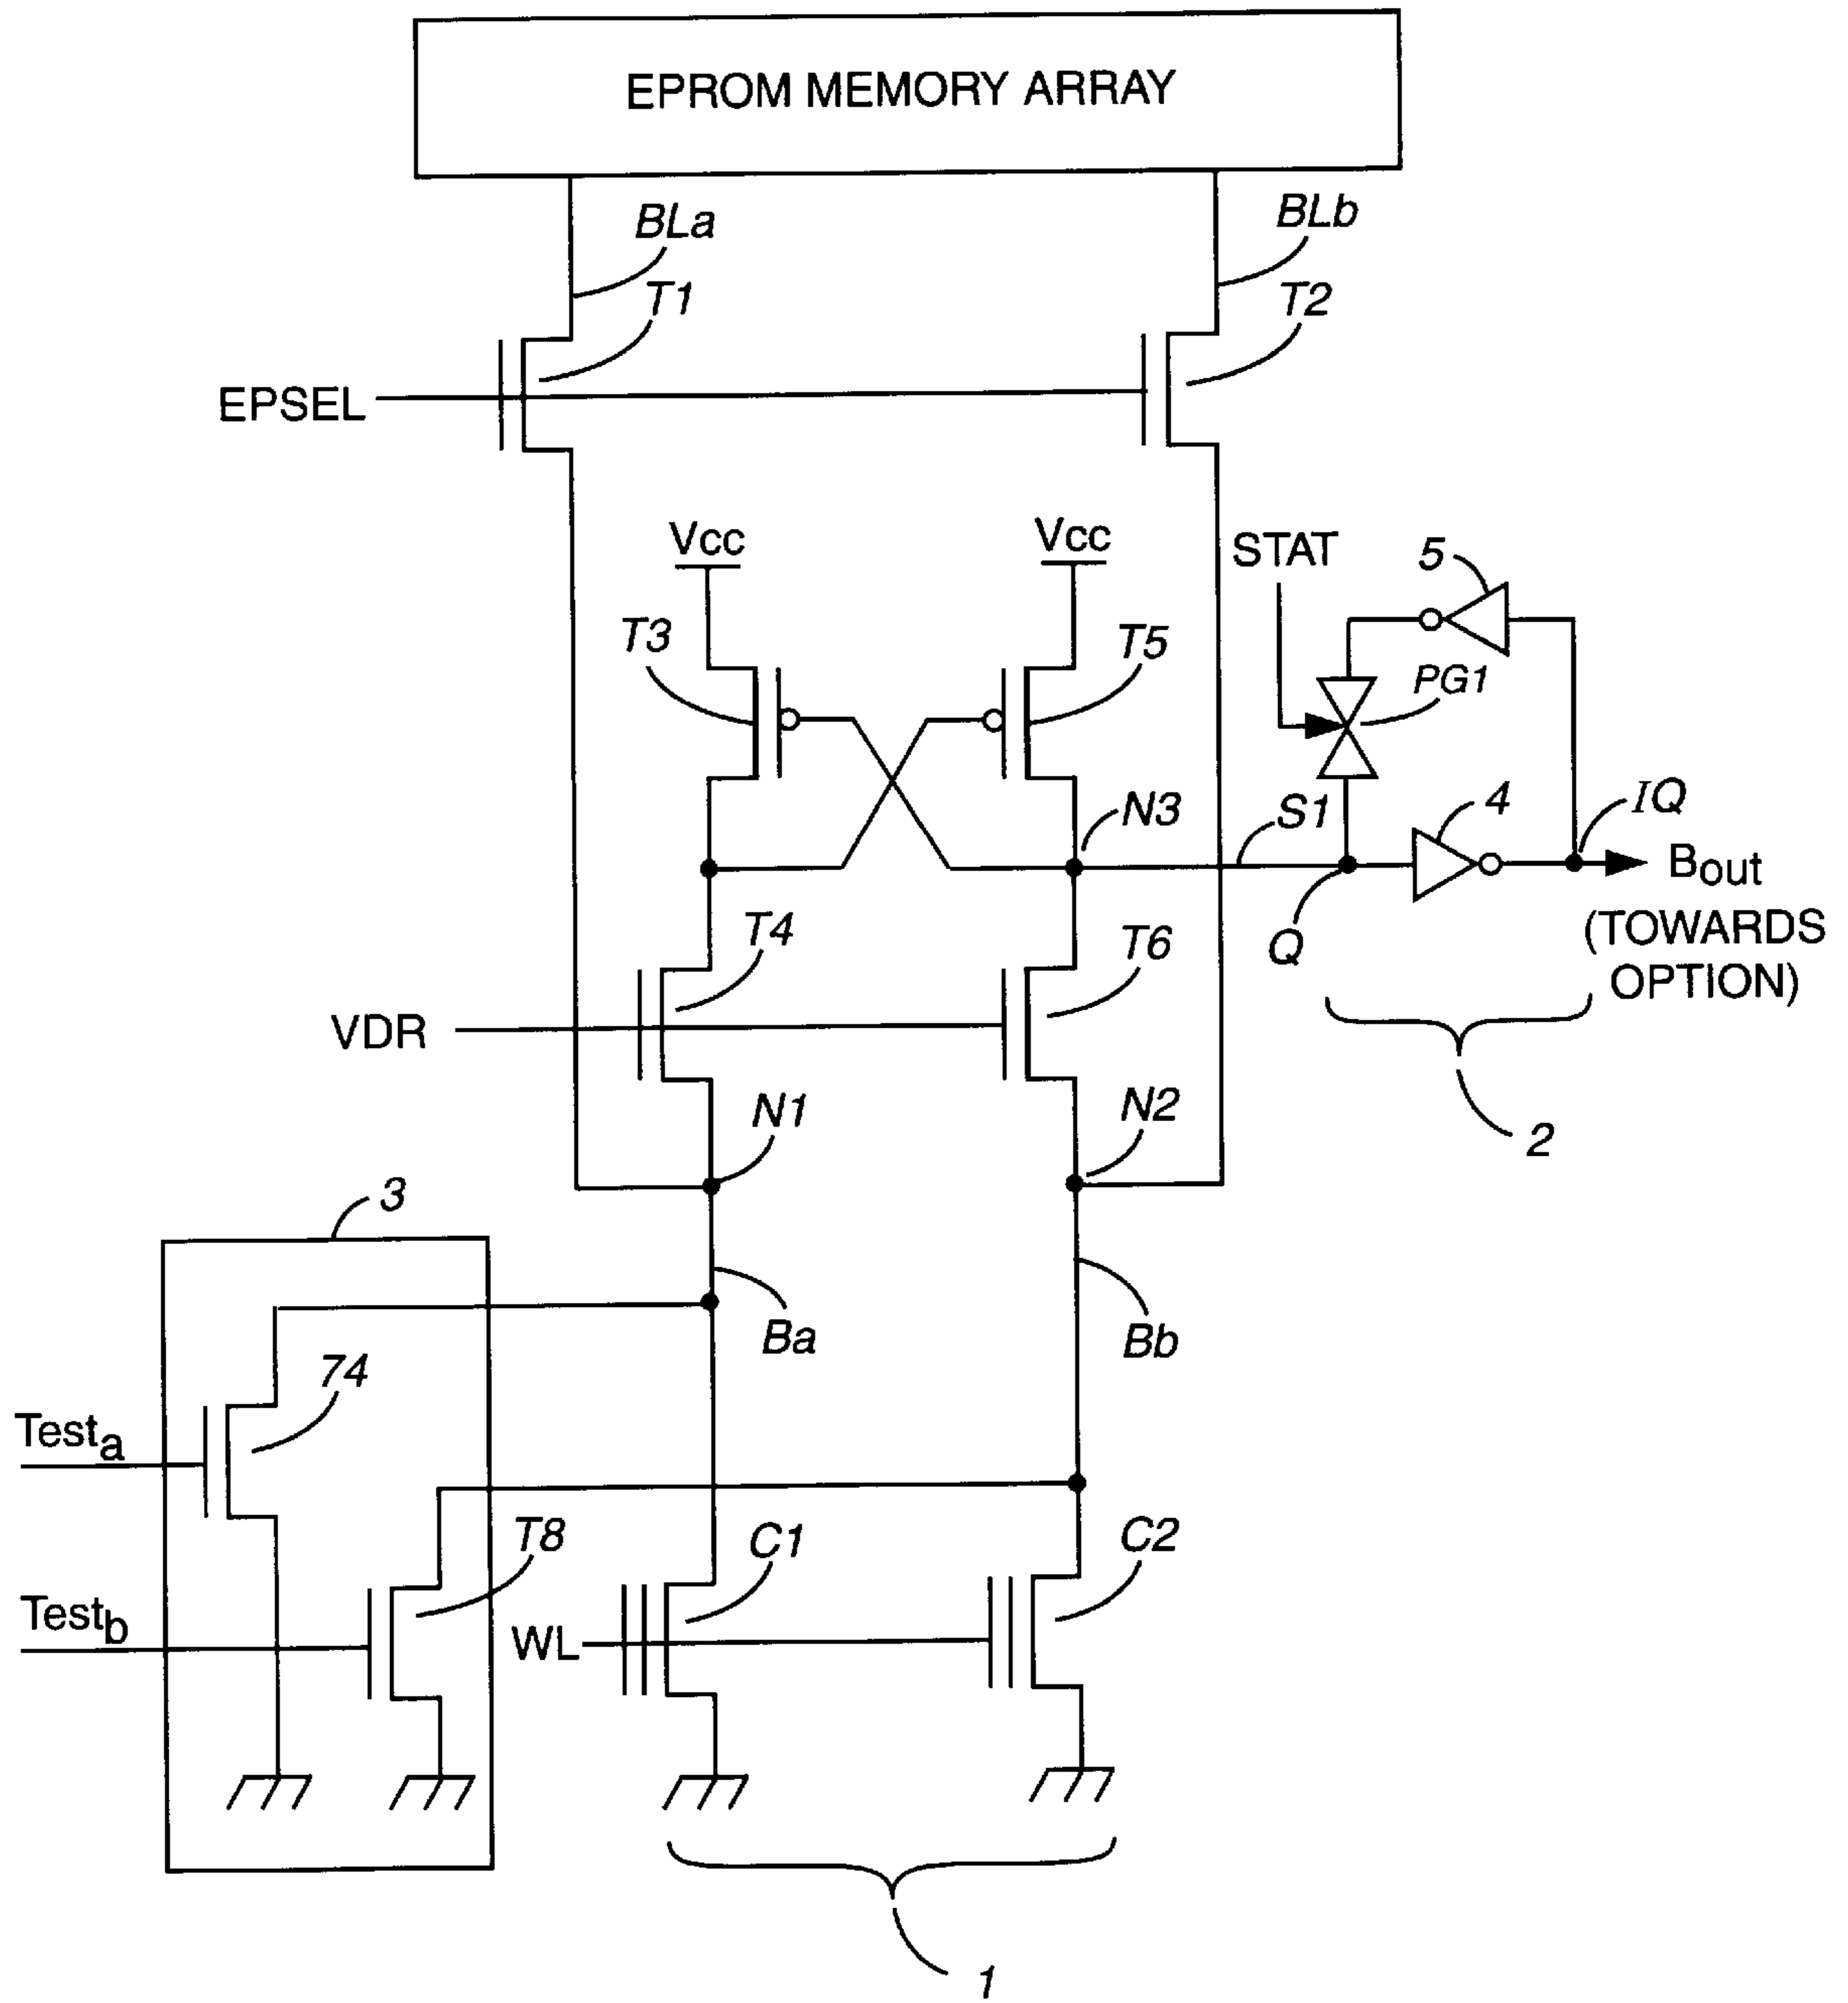 EPROM MEMORY ARRAY
BLa
BLb
T1
T2
EPSEL
Vcc
Vcc
STAT
5
T3
T5
PG1
N3
S1
4
IQ
Bout
(TOWARDS
OPTION)
Q
T4
T6
VDR
N1
N2
2
3
Ba
Bb
74
Testa
T8
C1
C2
Testb
WL
1